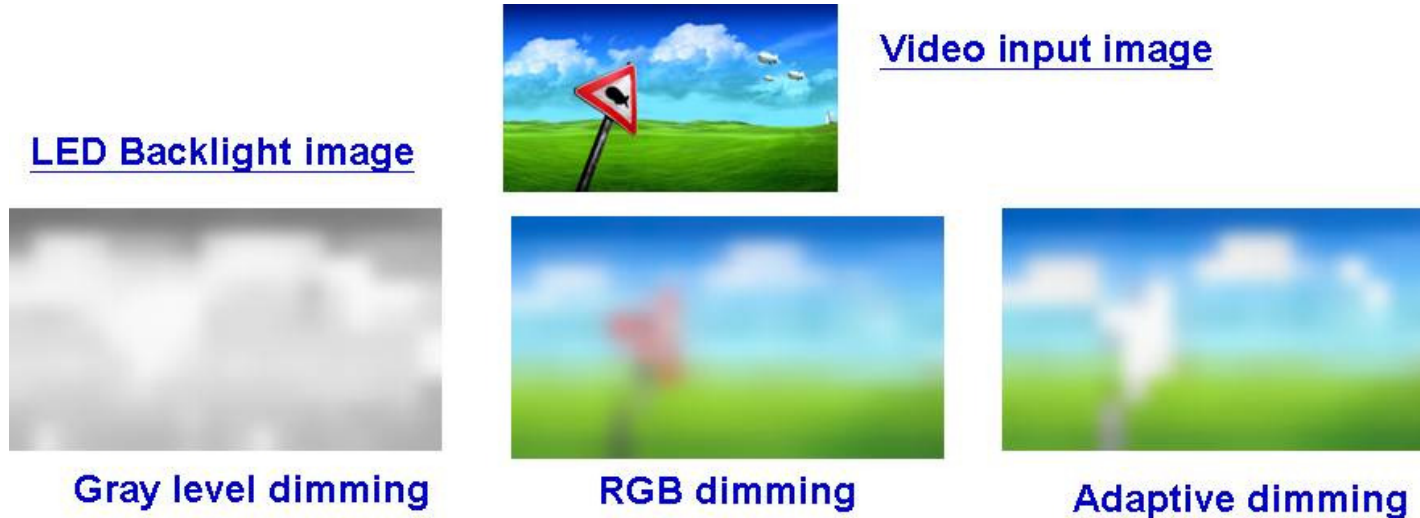 Video input image
LED Backlight image
Gray level dimming
RGB dimming
Adaptive dimming